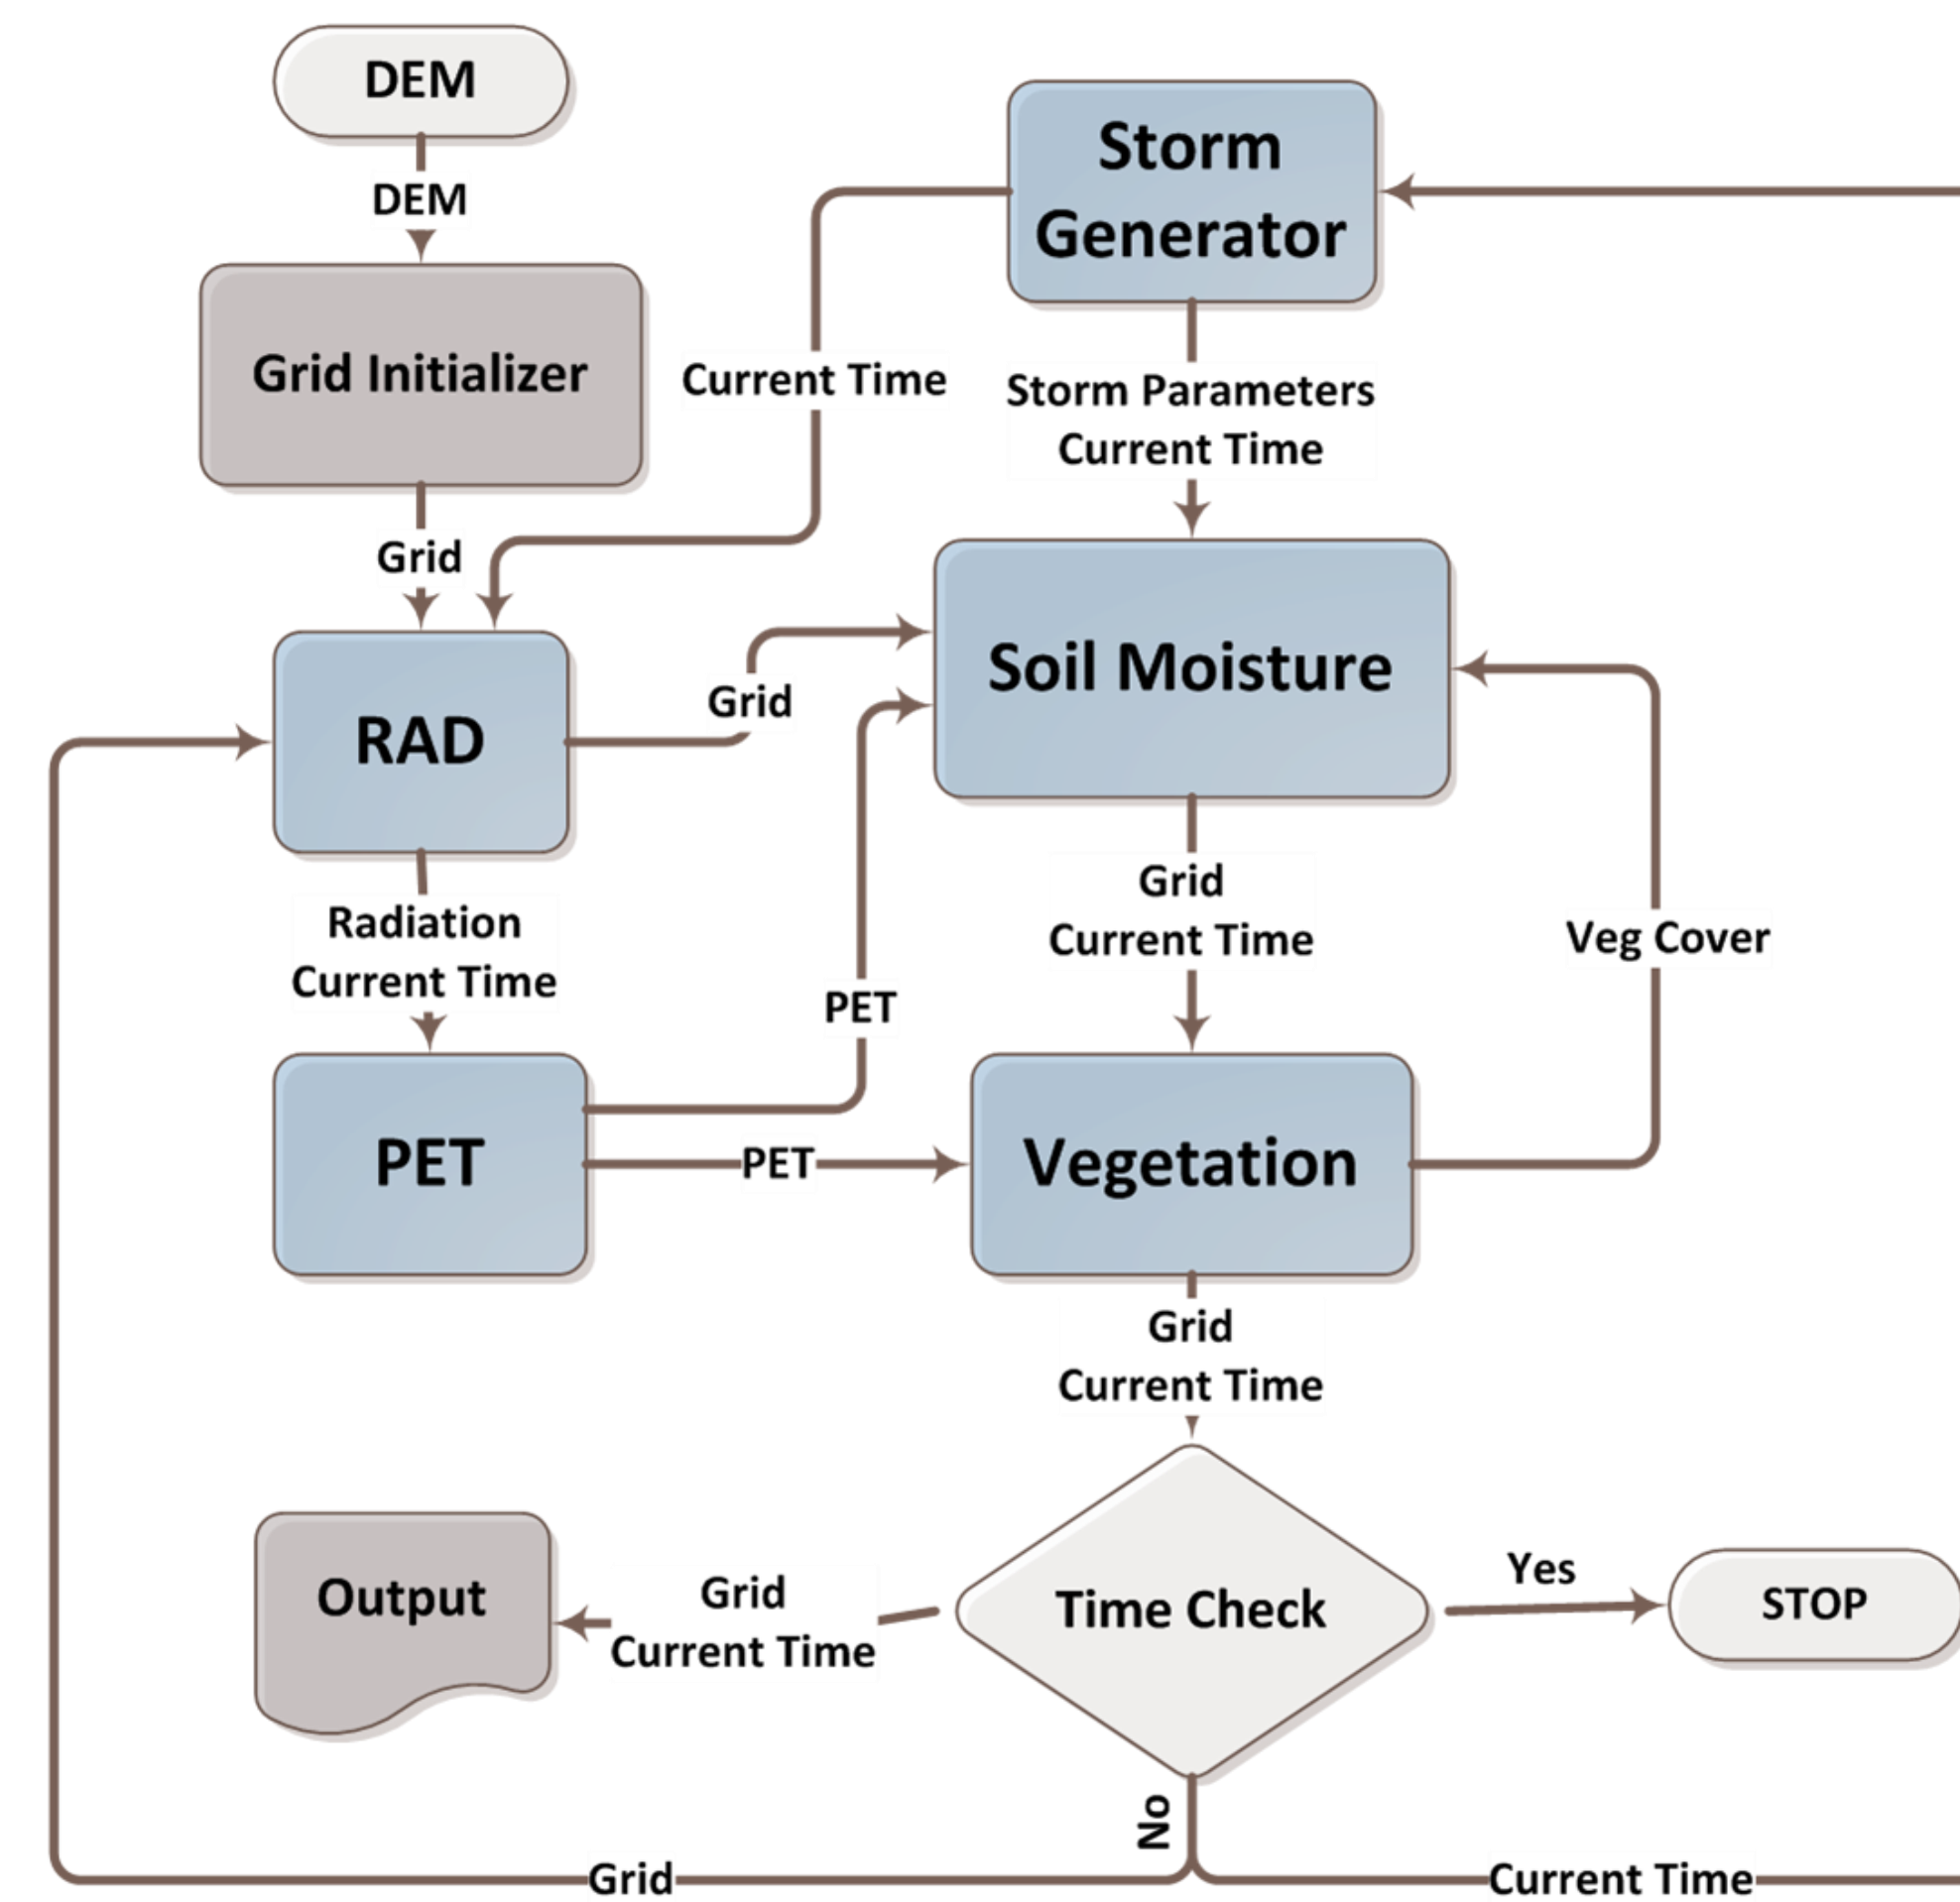 DEM
DEM
Grid Initializer
Grid
RAD
Radiation
Current Time
PET
Storm
Generator
Current Time
Storm Parameters
Current Time
Soil Moisture
Grid
PET
PET
Grid
Current Time
Veg Cover
Vegetation
Grid
Current Time
Time Check
Grid
Current Time
Output
Yes
STOP
No
Grid
Current Time